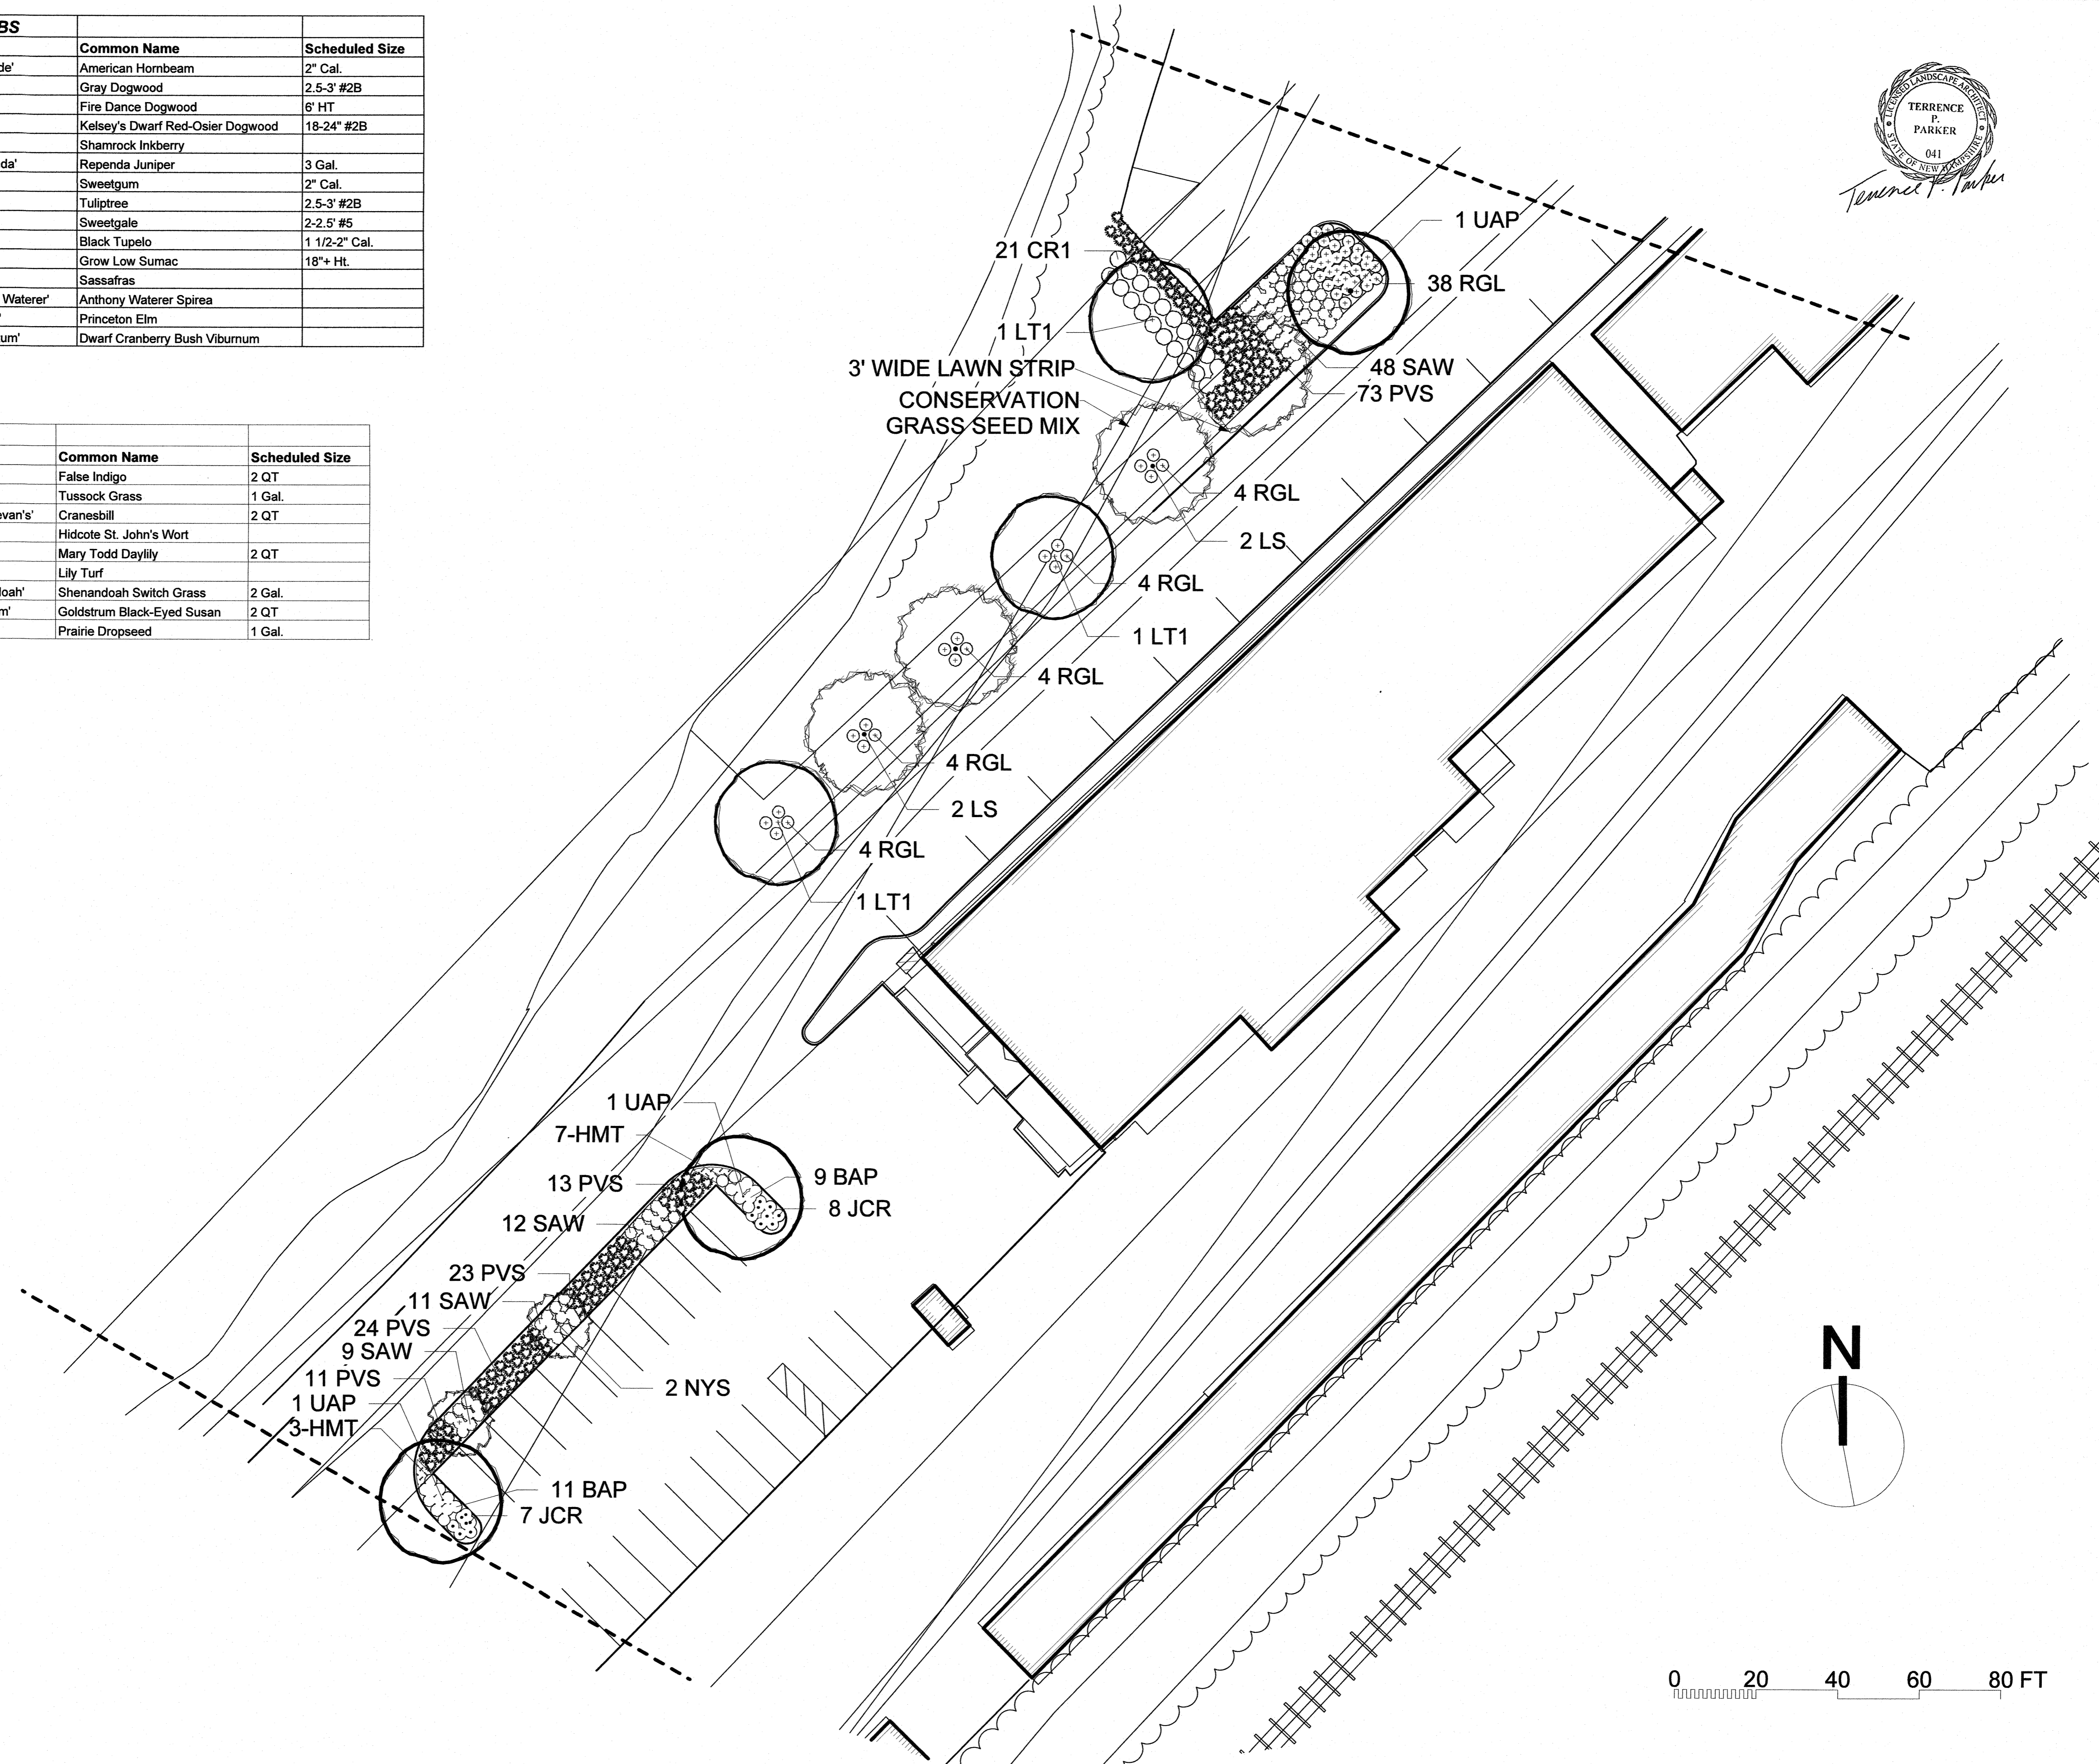 BS
Common Name Scheduled Size
de' American Hornbeam 2" Cal.
Gray Dogwood 2.5-3' #2B
Fire Dance Dogwood 6' HT
Kelsey's Dwarf Red-Osier Dogwood 18-24" #2B
Shamrock Inkberry
da' Rependa Juniper 3 Gal.
Sweetgum 2" Cal.
Tuliptree 2.5-3' #2B
Sweetgale 2-2.5' #5
Black Tupelo 1 1/2-2" Cal.
Grow Low Sumac 18"+ Ht.
Sassafras
Waterer' Anthony Waterer Spirea
' Princeton Elm
um' Dwarf Cranberry Bush Viburnum
Common Name Scheduled Size
False Indigo 2 QT
Tussock Grass 1 Gal.
evan's' Cranesbill 2 QT
Hidcote St. John's Wort
Mary Todd Daylily 2 QT
Lily Turf
doah' Shenandoah Switch Grass 2 Gal.
m' Goldstrum Black-Eyed Susan 2 QT
Prairie Dropseed 1 Gal.
LICENSED LANDSCAPE ARCHITECT
TERRENCE
P.
PARKER
041
STATE OF NEW HAMPSHIRE
Terrence P. Parker
1 UAP
21 CR1
38 RGL
1 LT1
3' WIDE LAWN STRIP
48 SAW
73 PVS
CONSERVATION
GRASS SEED MIX
4 RGL
2 LS
4 RGL
1 LT1
4 RGL
4 RGL
2 LS
4 RGL
1 LT1
1 UAP
7-HMT
9 BAP
13 PVS
8 JCR
12 SAW
23 PVS
11 SAW
24 PVS
9 SAW
11 PVS
2 NYS
1 UAP
3-HMT
11 BAP
7 JCR
N
0 20 40 60 80 FT